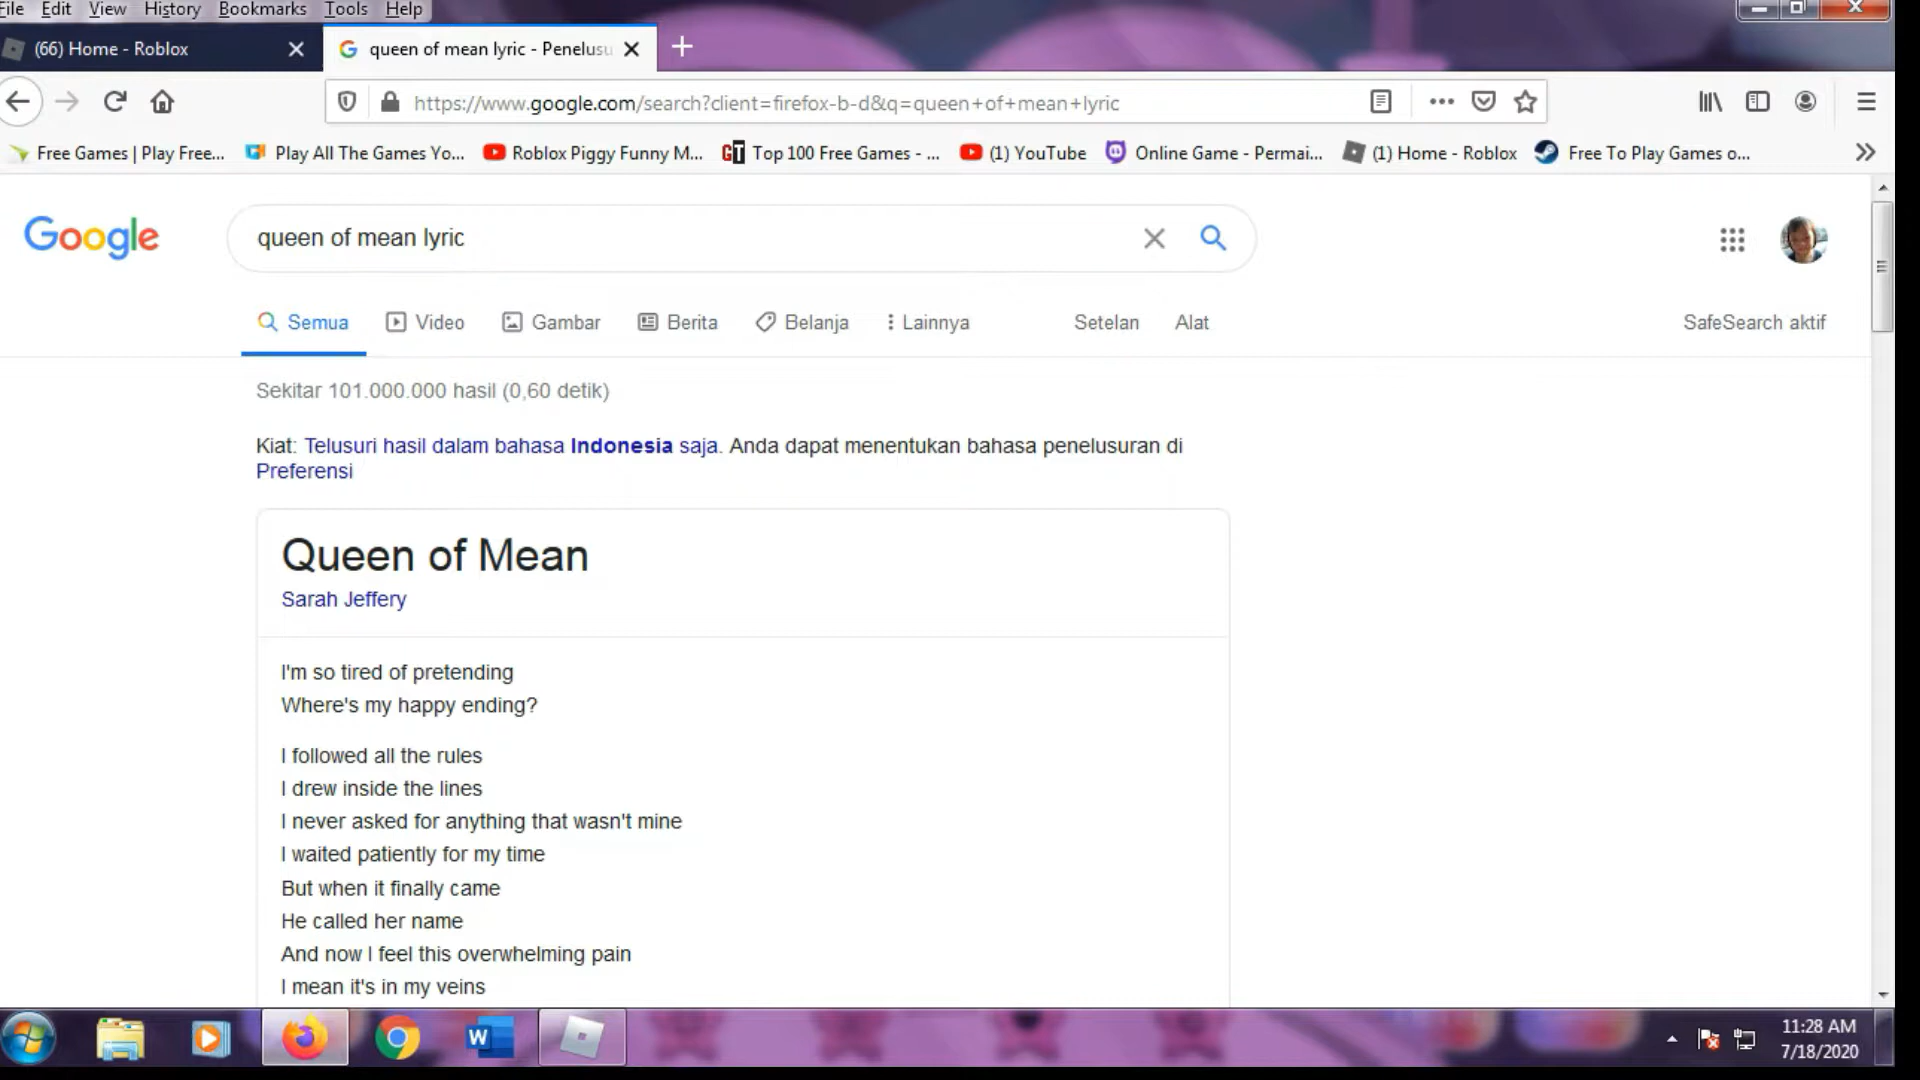 File Edit View History Bookmarks Tools Help
(66) Home - Roblox
queen of mean lyric - Penelusu
https://www.google.com/search?client=firefox-b-d&q=queen+of+mean+lyric
Free Games | Play Free...
Play All The Games Yo...
Roblox Piggy Funny M...
GT Top 100 Free Games - ...
(1) YouTube
Online Game - Permai...
(1) Home - Roblox
Free To Play Games o...
Google
queen of mean lyric
Semua Video Gambar Berita Belanja Lainnya Setelan Alat SafeSearch aktif
Sekitar 101.000.000 hasil (0,60 detik)
Kiat: Telusuri hasil dalam bahasa Indonesia saja. Anda dapat menentukan bahasa penelusuran di
Preferensi
Queen of Mean
Sarah Jeffery
I'm so tired of pretending
Where's my happy ending?
I followed all the rules
I drew inside the lines
I never asked for anything that wasn't mine
I waited patiently for my time
But when it finally came
He called her name
And now I feel this overwhelming pain
I mean it's in my veins
W
11:28 AM
7/18/2020